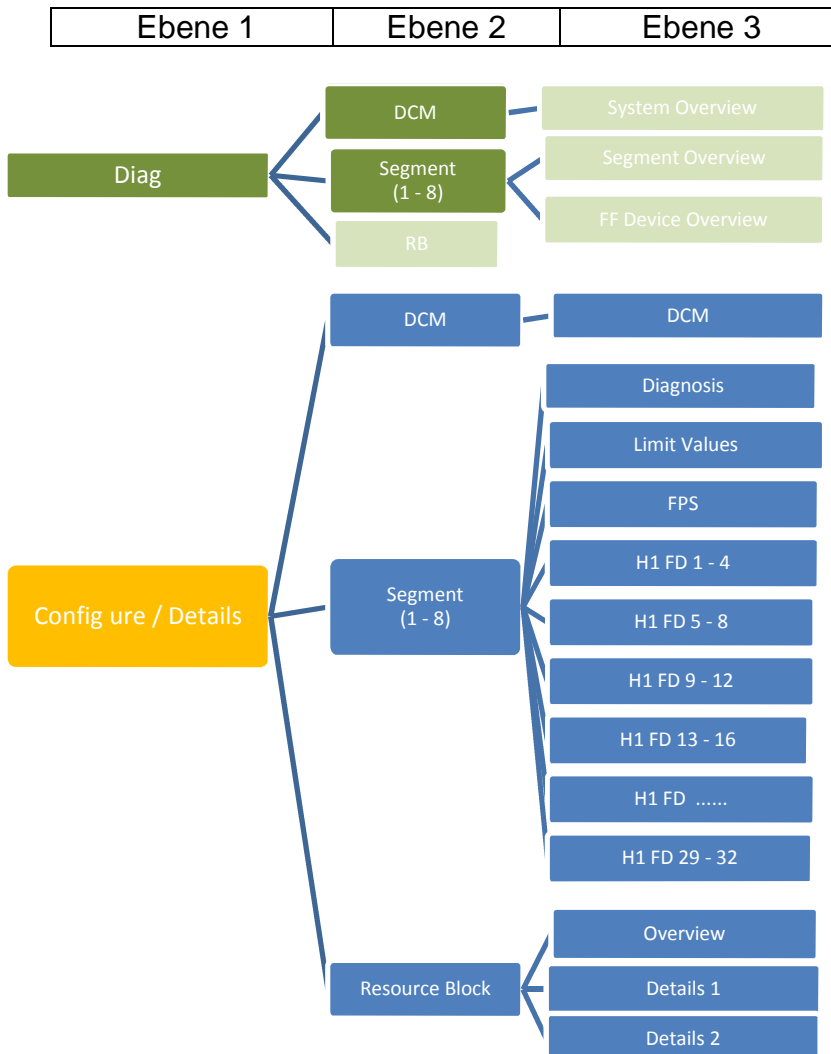 Ebene 1 Ebene 2 Ebene 3
Diag
DCM
System Overview
Segment
(1 - 8)
Segment Overview
FF Device Overview
RB
Config ure / Details
DCM
DCM
Segment
(1 - 8)
Diagnosis
Limit Values
FPS
H1 FD 1 - 4
H1 FD 5 - 8
H1 FD 9 - 12
H1 FD 13 - 16
H1 FD ......
H1 FD 29 - 32
Resource Block
Overview
Details 1
Details 2